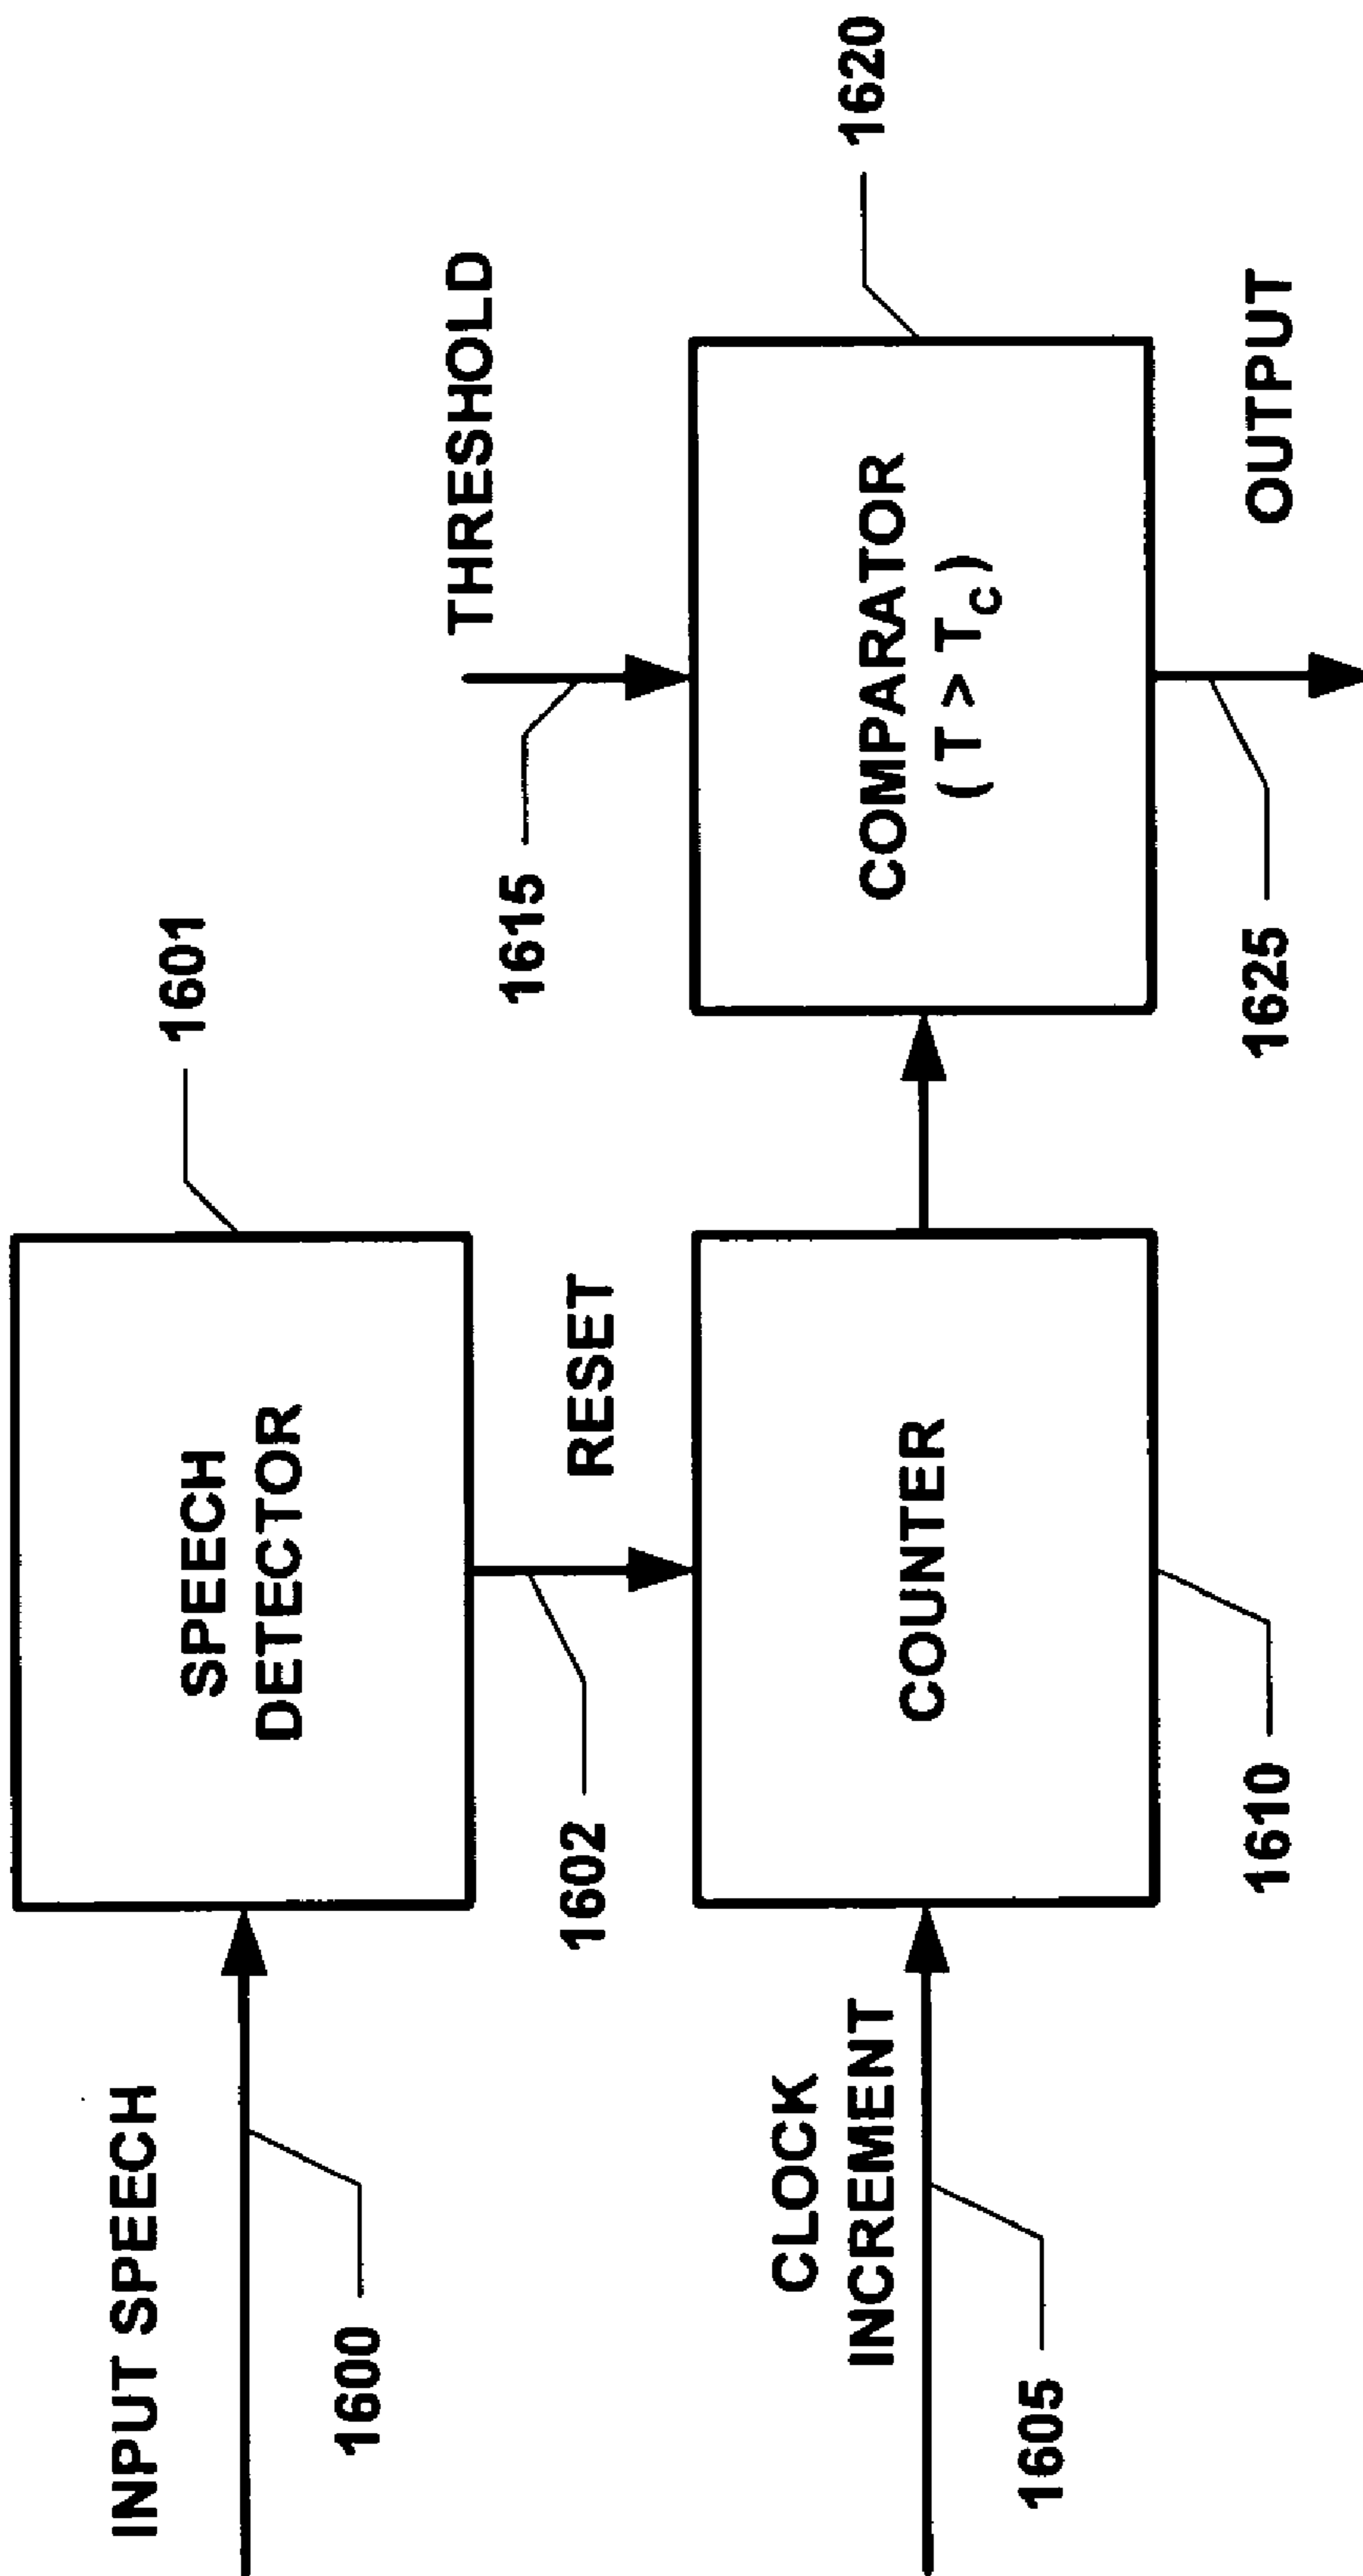 INPUT SPEECH
1600
SPEECH
DETECTOR
1601
1602
RESET
CLOCK
INCREMENT
1605
COUNTER
1610
THRESHOLD
1615
COMPARATOR
( T > Tc )
1620
1625
OUTPUT